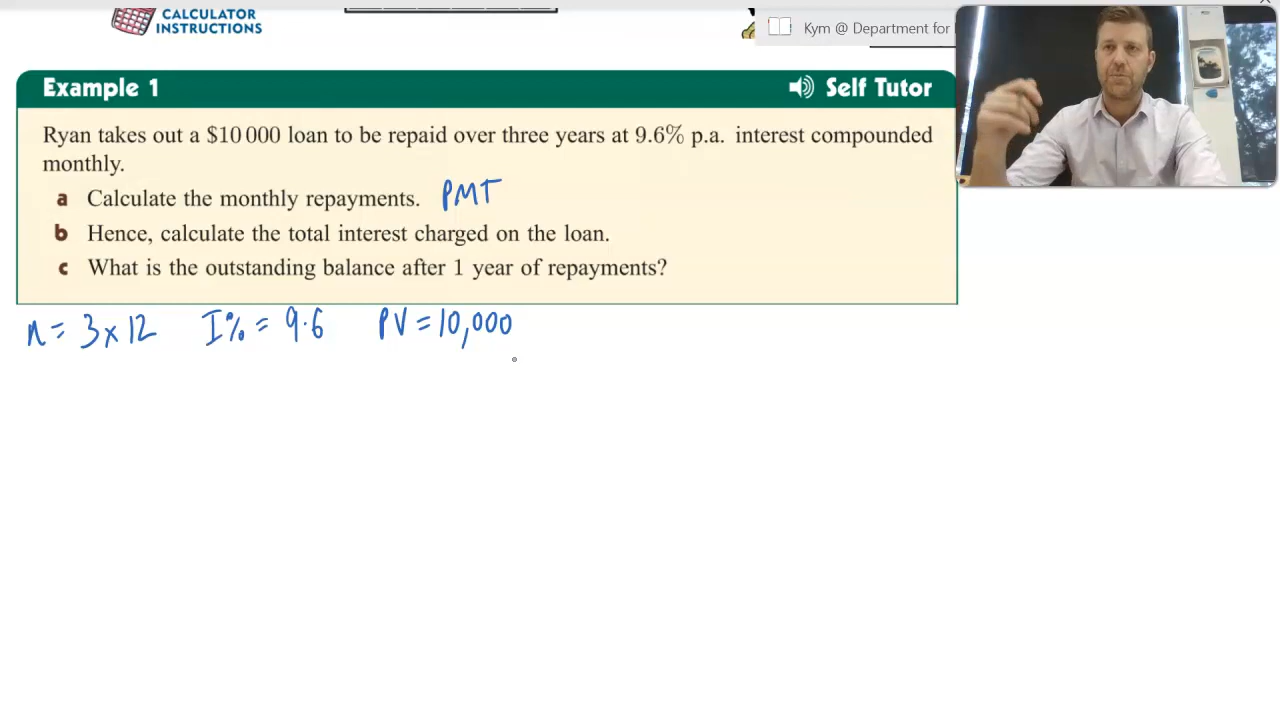 CALCULATOR
INSTRUCTIONS
Kym @ Department for
Example 1 Self Tutor
Ryan takes out a $10 000 loan to be repaid over three years at 9.6% p.a. interest compounded
monthly.
a Calculate the monthly repayments. PMT
b Hence, calculate the total interest charged on the loan.
c What is the outstanding balance after 1 year of repayments?
n = 3 x 12 I% = 9.6 PV = 10,000